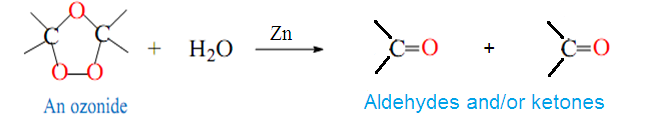 O
C C
O O
+ H₂O Zn C=O + C=O
An ozonide Aldehydes and/or ketones